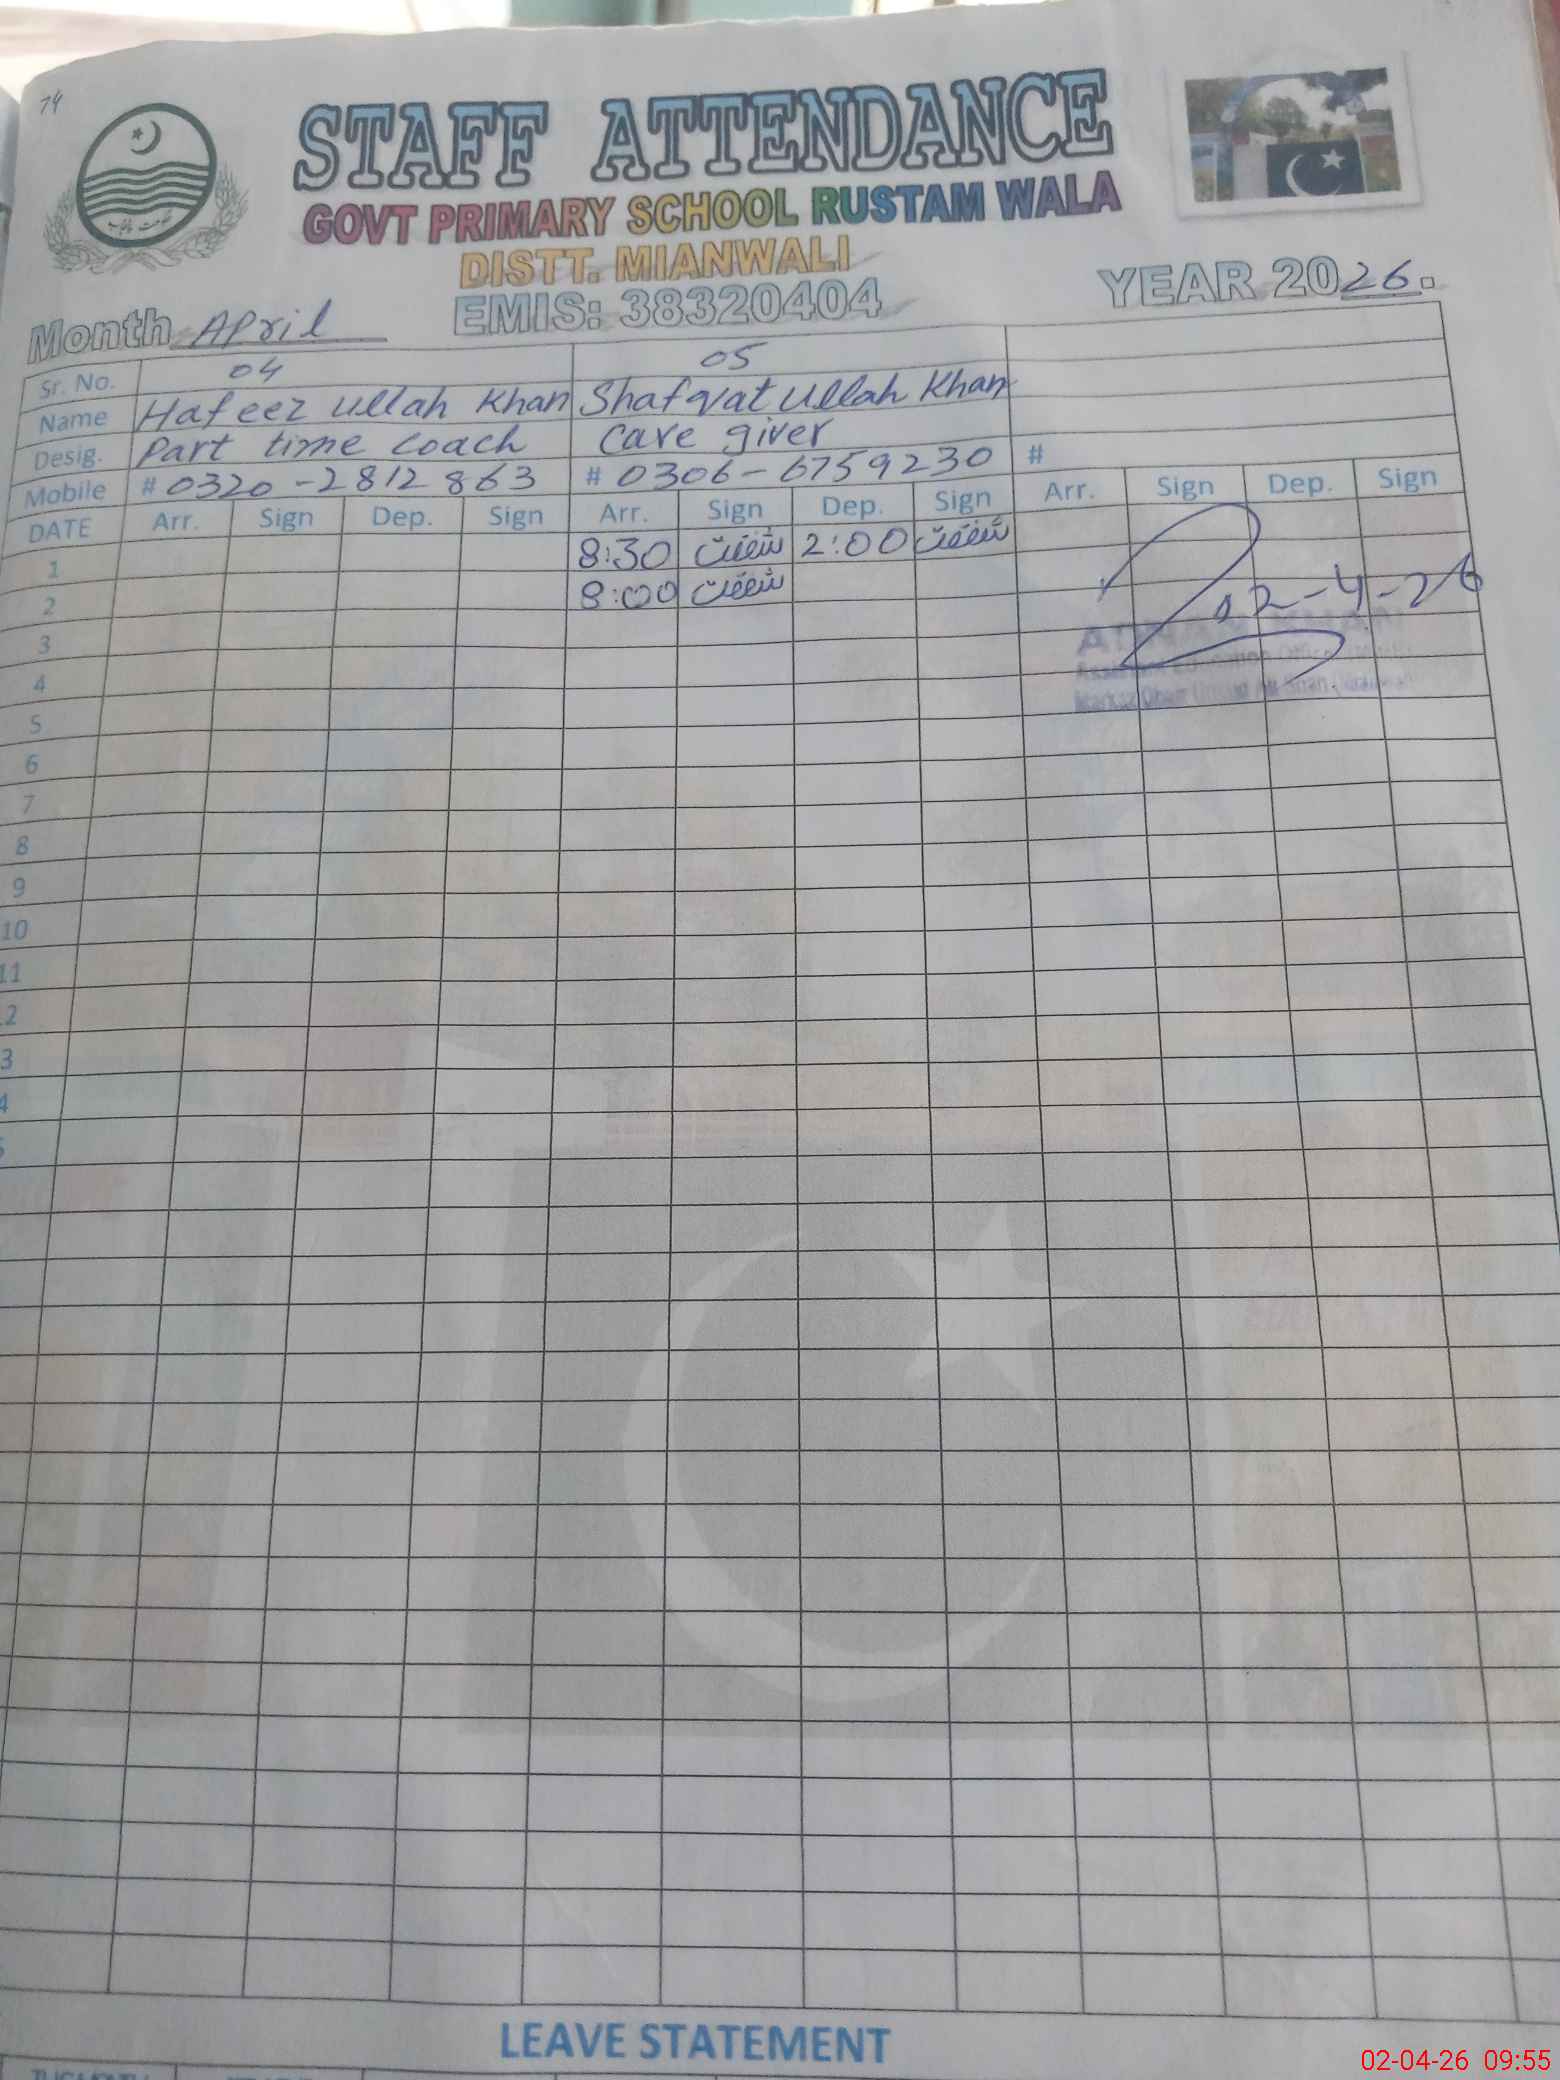 74
STAFF ATTENDANCE
GOVT PRIMARY SCHOOL RUSTAM WALA
DISTT. MIANWALI
EMIS: 38320404
Month April
YEAR 2026.
Sr. No. 04 05
Name Hafeez ullah Khan Shafqat ullah Khan
Desig. Part time coach Care giver
Mobile # 0320-2812863 # 0306-6759230 #
DATE Arr. Sign Dep. Sign Arr. Sign Dep. Sign Arr. Sign Dep. Sign
1 8:30 شفقت 2:00 شفقت
2 8:00 شفقت
02-4-26
3
4
5
6
7
8
9
10
11
2
3
4
5
LEAVE STATEMENT
02-04-26 09:55